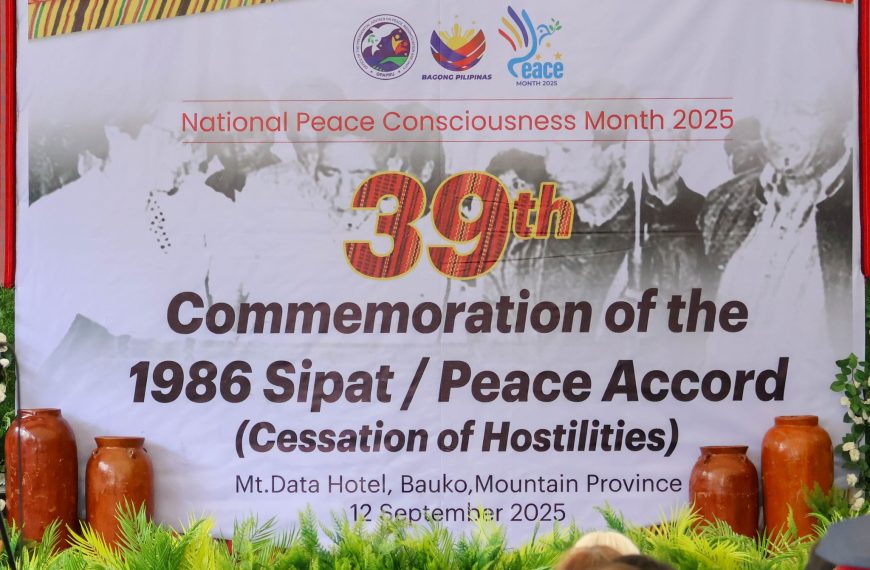 OPAPRU
BAGONG PILIPINAS
Peace
MONTH 2025
National Peace Consciousness Month 2025
39th
Commemoration of the
1986 Sipat / Peace Accord
(Cessation of Hostilities)
Mt.Data Hotel, Bauko,Mountain Province
12 September 2025